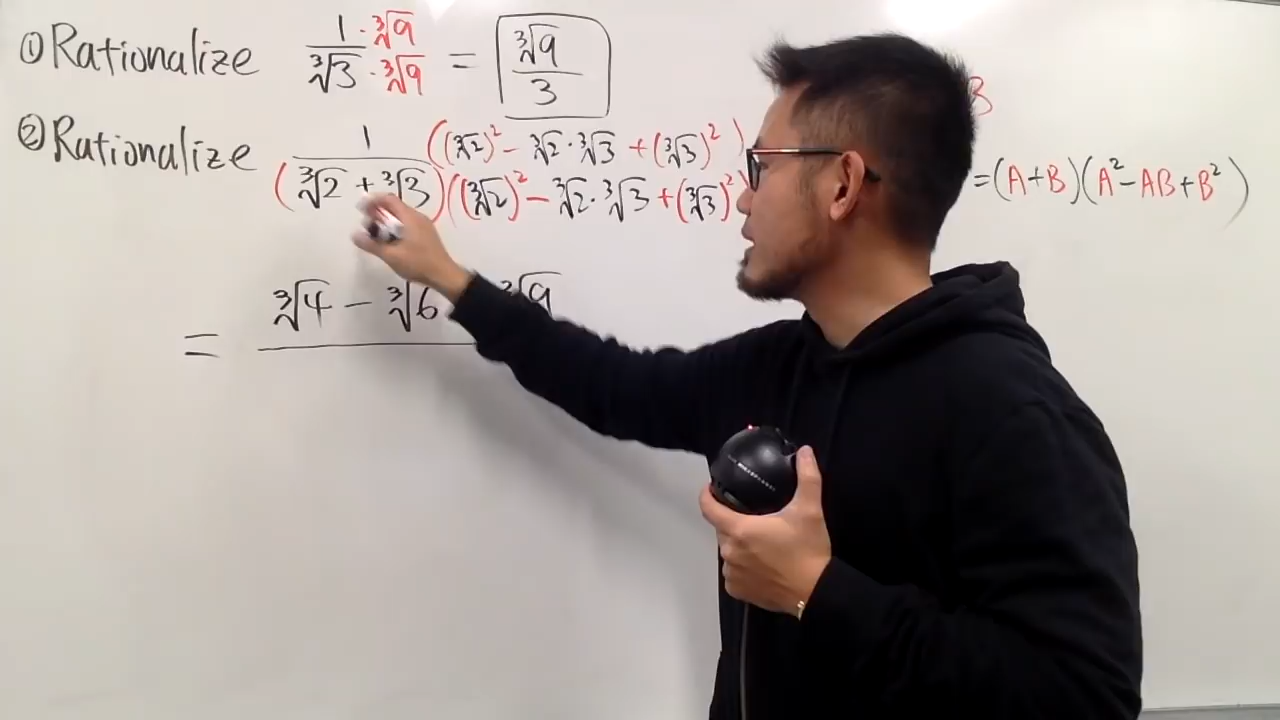 ① Rationalize 1·∛9 / ∛3·∛9 = ∛9 / 3
② Rationalize 1 ((∛2)² - ∛2·∛3 + (∛3)²) / (∛2 + ∛3)((∛2)² - ∛2·∛3 + (∛3)²
B
=(A+B)(A²-AB+B²)
= ∛4 - ∛6 ∛9